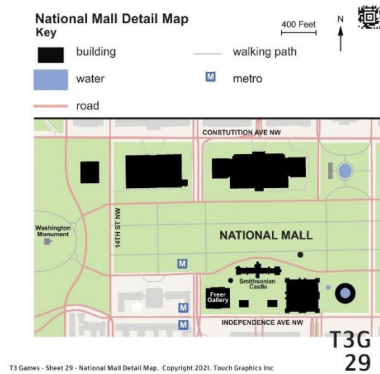 National Mall Detail Map
Key
400 Feet
N
building
walking path
water
M
metro
road
CONSTUTITION AVE NW
14TH ST NW
Washington
Monument
NATIONAL MALL
M
Smithsonian
Castle
Freer
Gallery
M
M
INDEPENDENCE AVE NW
T3G
29
T3 Games - Sheet 29 - National Mall Detail Map. Copyright 2021. Touch Graphics Inc